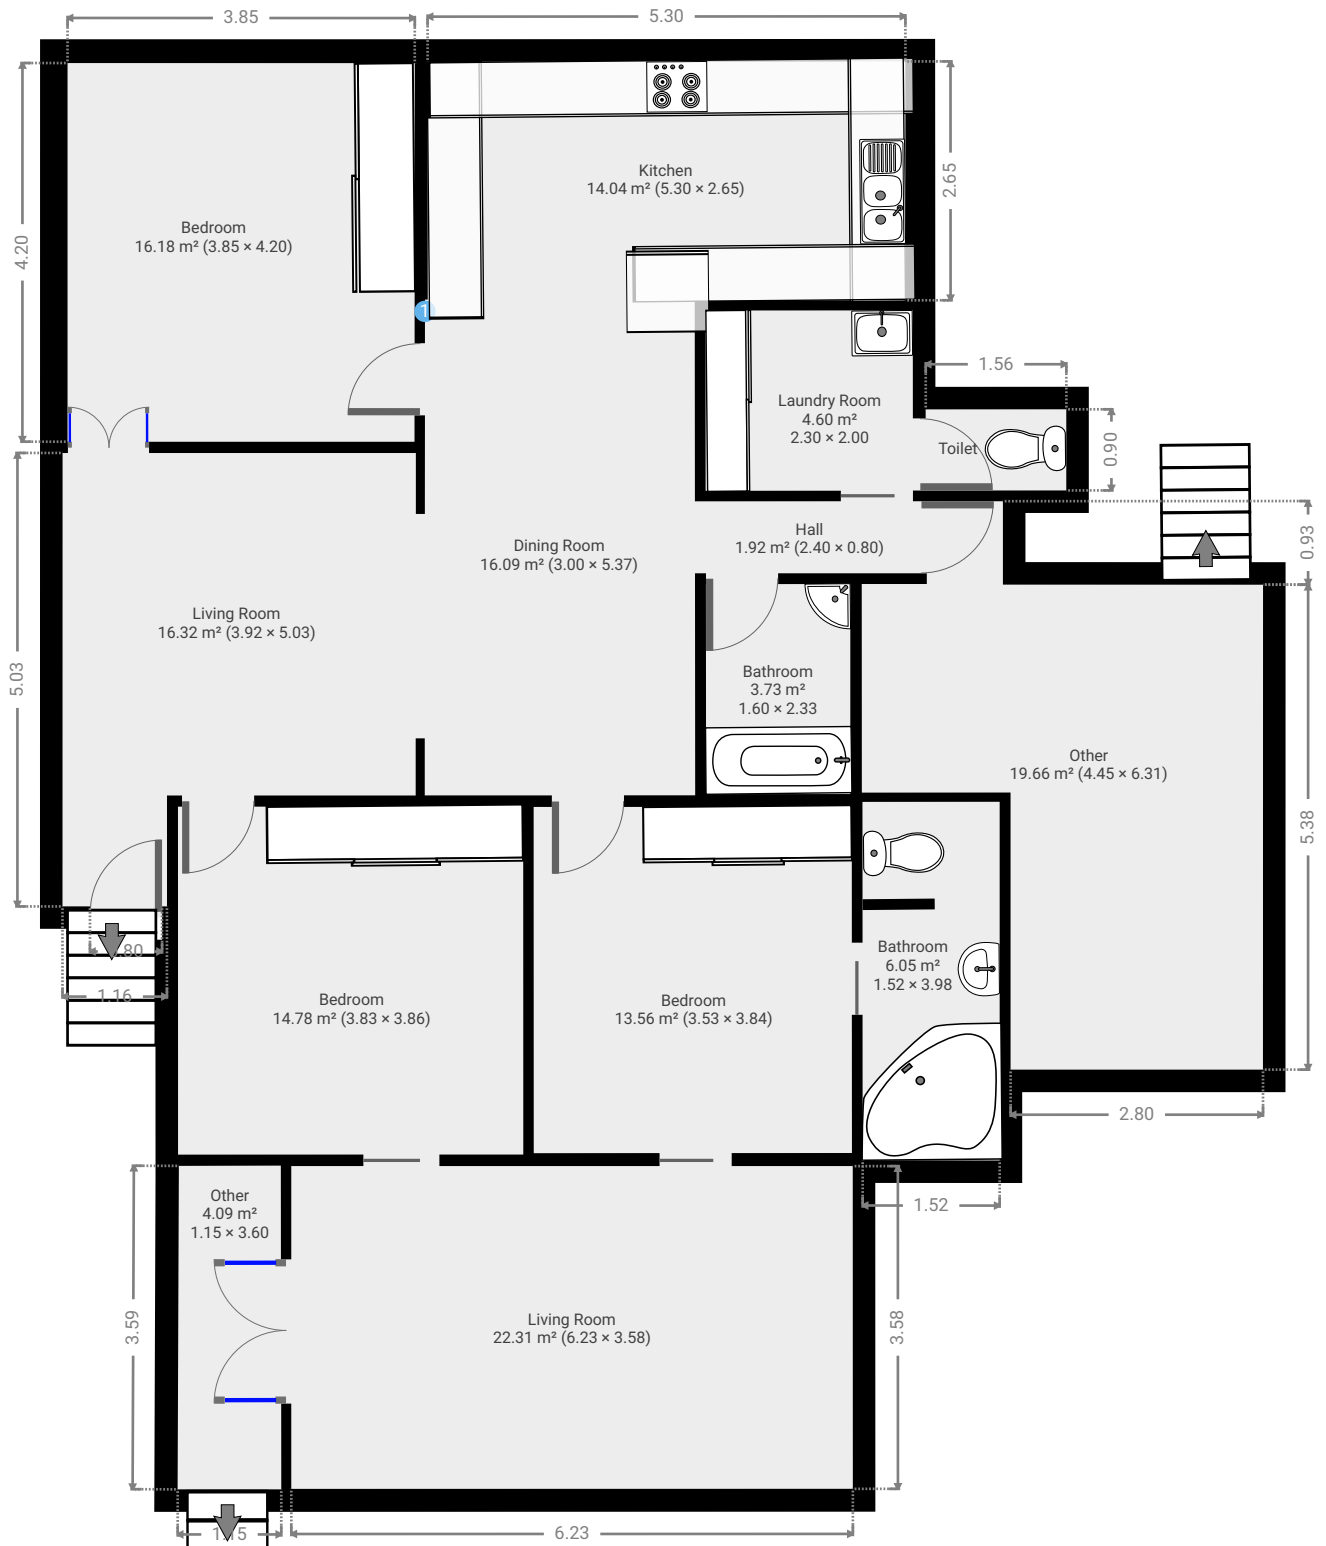 3.85
5.30
4.20
2.65
Kitchen
14.04 m² (5.30 × 2.65)
Bedroom
16.18 m² (3.85 × 4.20)
1
1.56
Laundry Room
4.60 m²
2.30 × 2.00
Toilet
0.90
Hall
1.92 m² (2.40 × 0.80)
0.93
Dining Room
16.09 m² (3.00 × 5.37)
Living Room
16.32 m² (3.92 × 5.03)
5.03
Bathroom
3.73 m²
1.60 × 2.33
Other
19.66 m² (4.45 × 6.31)
5.38
.80
1.16
Bathroom
6.05 m²
1.52 × 3.98
Bedroom
14.78 m² (3.83 × 3.86)
Bedroom
13.56 m² (3.53 × 3.84)
2.80
Other
4.09 m²
1.15 × 3.60
1.52
3.59
3.58
Living Room
22.31 m² (6.23 × 3.58)
1.15
6.23